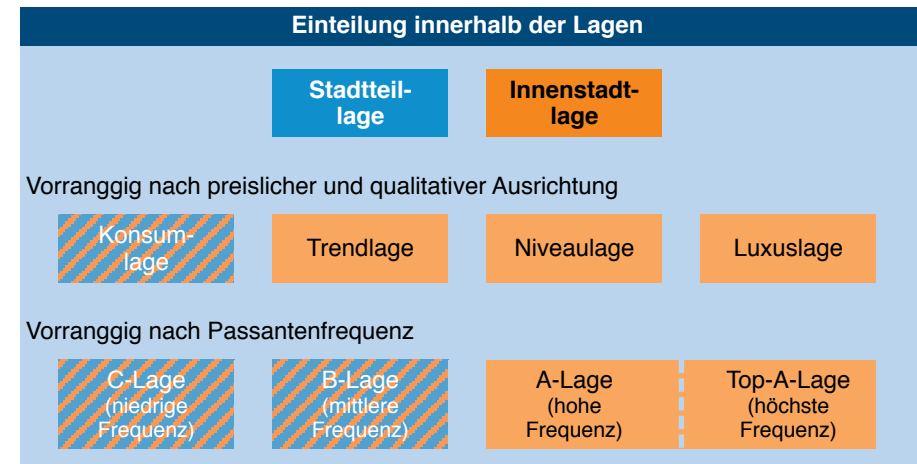 Einteilung innerhalb der Lagen
Stadtteil-
lage
Innenstadt-
lage
Vorranggig nach preislicher und qualitativer Ausrichtung
Konsum-
lage
Trendlage
Niveaulage
Luxuslage
Vorranggig nach Passantenfrequenz
C-Lage
(niedrige
Frequenz)
B-Lage
(mittlere
Frequenz)
A-Lage
(hohe
Frequenz)
Top-A-Lage
(höchste
Frequenz)